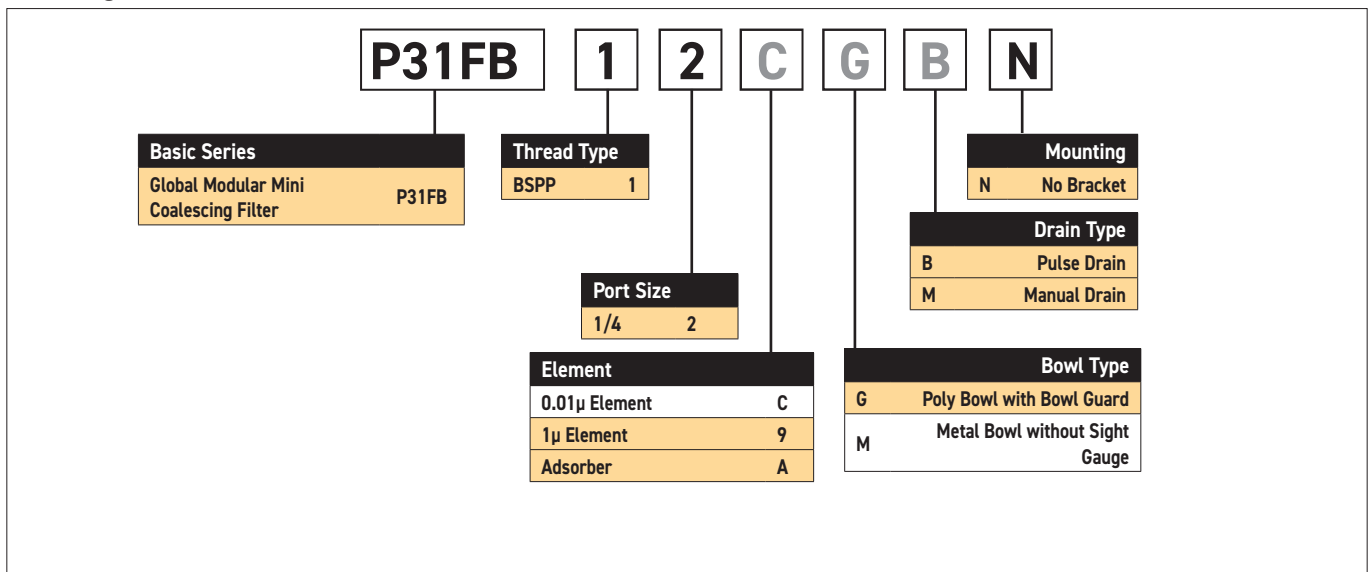 P31FB 1 2 C G B N
Basic Series
Global Modular Mini
Coalescing Filter P31FB
Thread Type
BSPP 1
Mounting
N No Bracket
Drain Type
B Pulse Drain
M Manual Drain
Port Size
1/4 2
Element
0.01µ Element C
1µ Element 9
Adsorber A
Bowl Type
G Poly Bowl with Bowl Guard
M Metal Bowl without Sight
Gauge